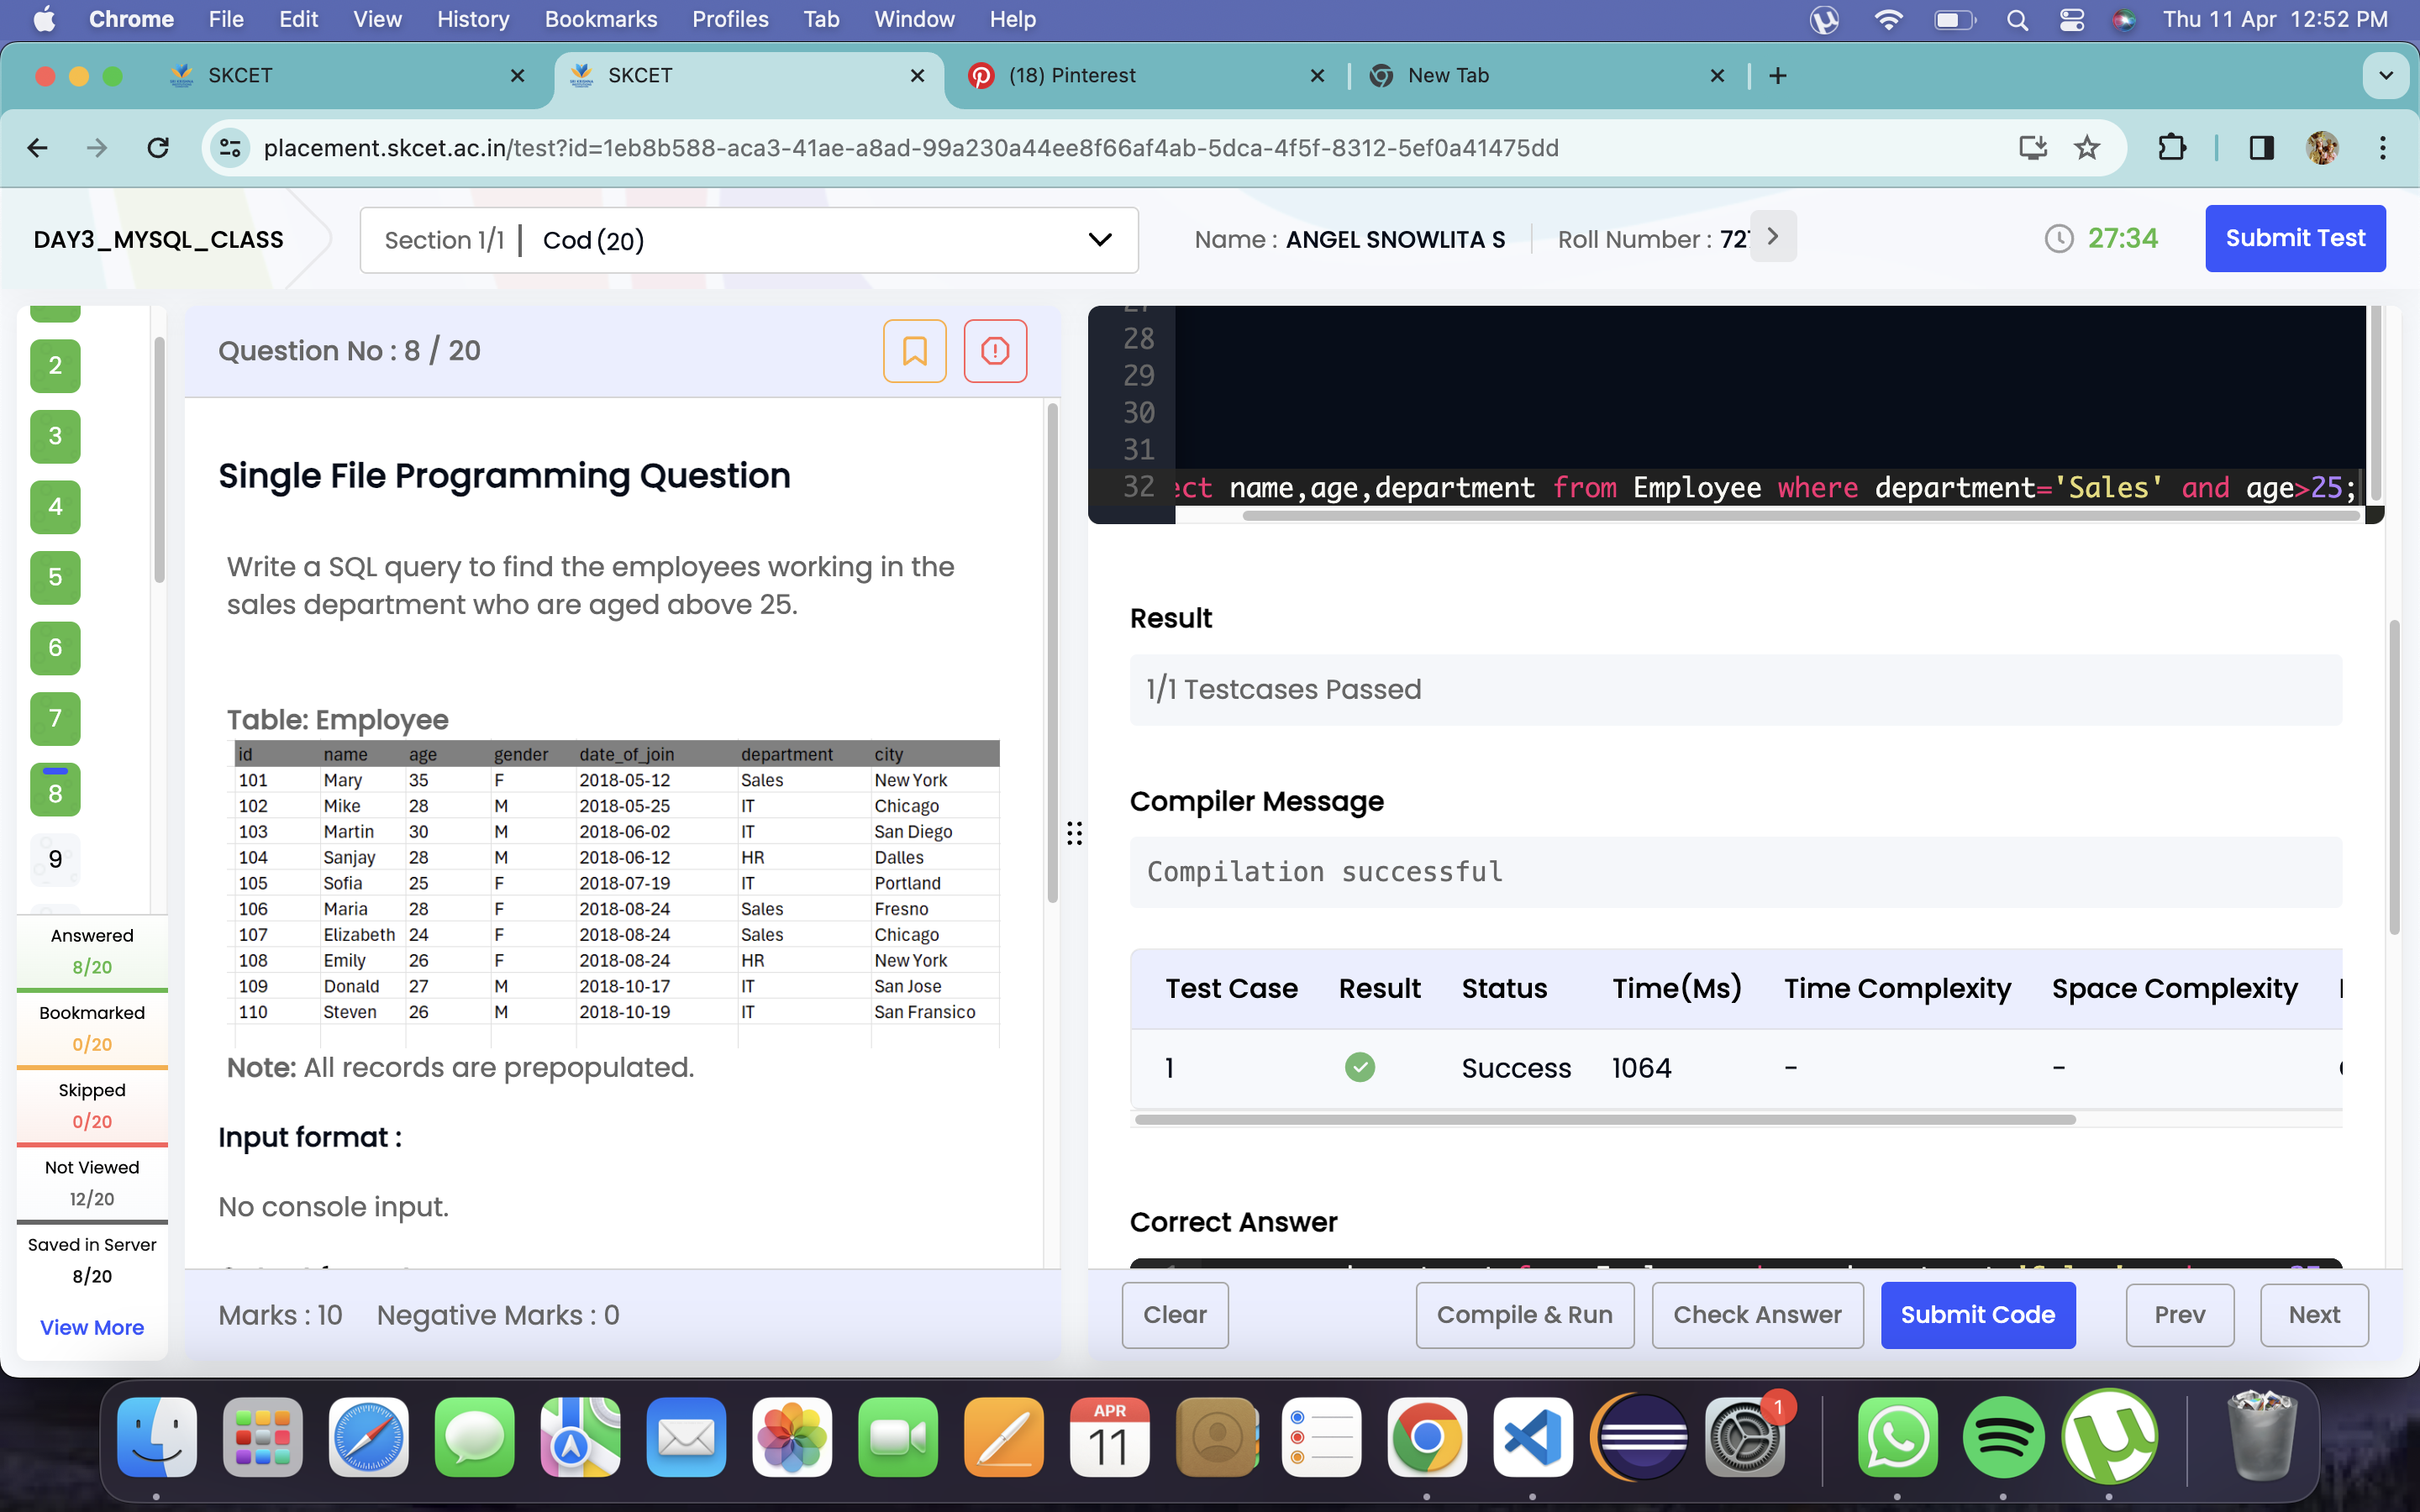 Chrome File Edit View History Bookmarks Profiles Tab Window Help Thu 11 Apr 12:52 PM
SKCET SKCET (18) Pinterest New Tab
placement.skcet.ac.in/test?id=1eb8b588-aca3-41ae-a8ad-99a230a44ee8f66af4ab-5dca-4f5f-8312-5ef0a41475dd
DAY3_MYSQL_CLASS Section 1/1 | Cod (20) Name : ANGEL SNOWLITA S Roll Number : 72 27:34 Submit Test
2
3
4
5
6
7
8
9
Answered
8/20
Bookmarked
0/20
Skipped
0/20
Not Viewed
12/20
Saved in Server
8/20
View More
Question No : 8 / 20
Single File Programming Question
Write a SQL query to find the employees working in the
sales department who are aged above 25.
Table: Employee
id name age gender date_of_join department city
101 Mary 35 F 2018-05-12 Sales New York
102 Mike 28 M 2018-05-25 IT Chicago
103 Martin 30 M 2018-06-02 IT San Diego
104 Sanjay 28 M 2018-06-12 HR Dalles
105 Sofia 25 F 2018-07-19 IT Portland
106 Maria 28 F 2018-08-24 Sales Fresno
107 Elizabeth 24 F 2018-08-24 Sales Chicago
108 Emily 26 F 2018-08-24 HR New York
109 Donald 27 M 2018-10-17 IT San Jose
110 Steven 26 M 2018-10-19 IT San Fransico
Note: All records are prepopulated.
Input format :
No console input.
Marks : 10 Negative Marks : 0
28
29
30
31
32 ect name,age,department from Employee where department='Sales' and age>25;
Result
1/1 Testcases Passed
Compiler Message
Compilation successful
Test Case Result Status Time(Ms) Time Complexity Space Complexity
1 Success 1064 - -
Correct Answer
Clear Compile & Run Check Answer Submit Code Prev Next
APR
11
1